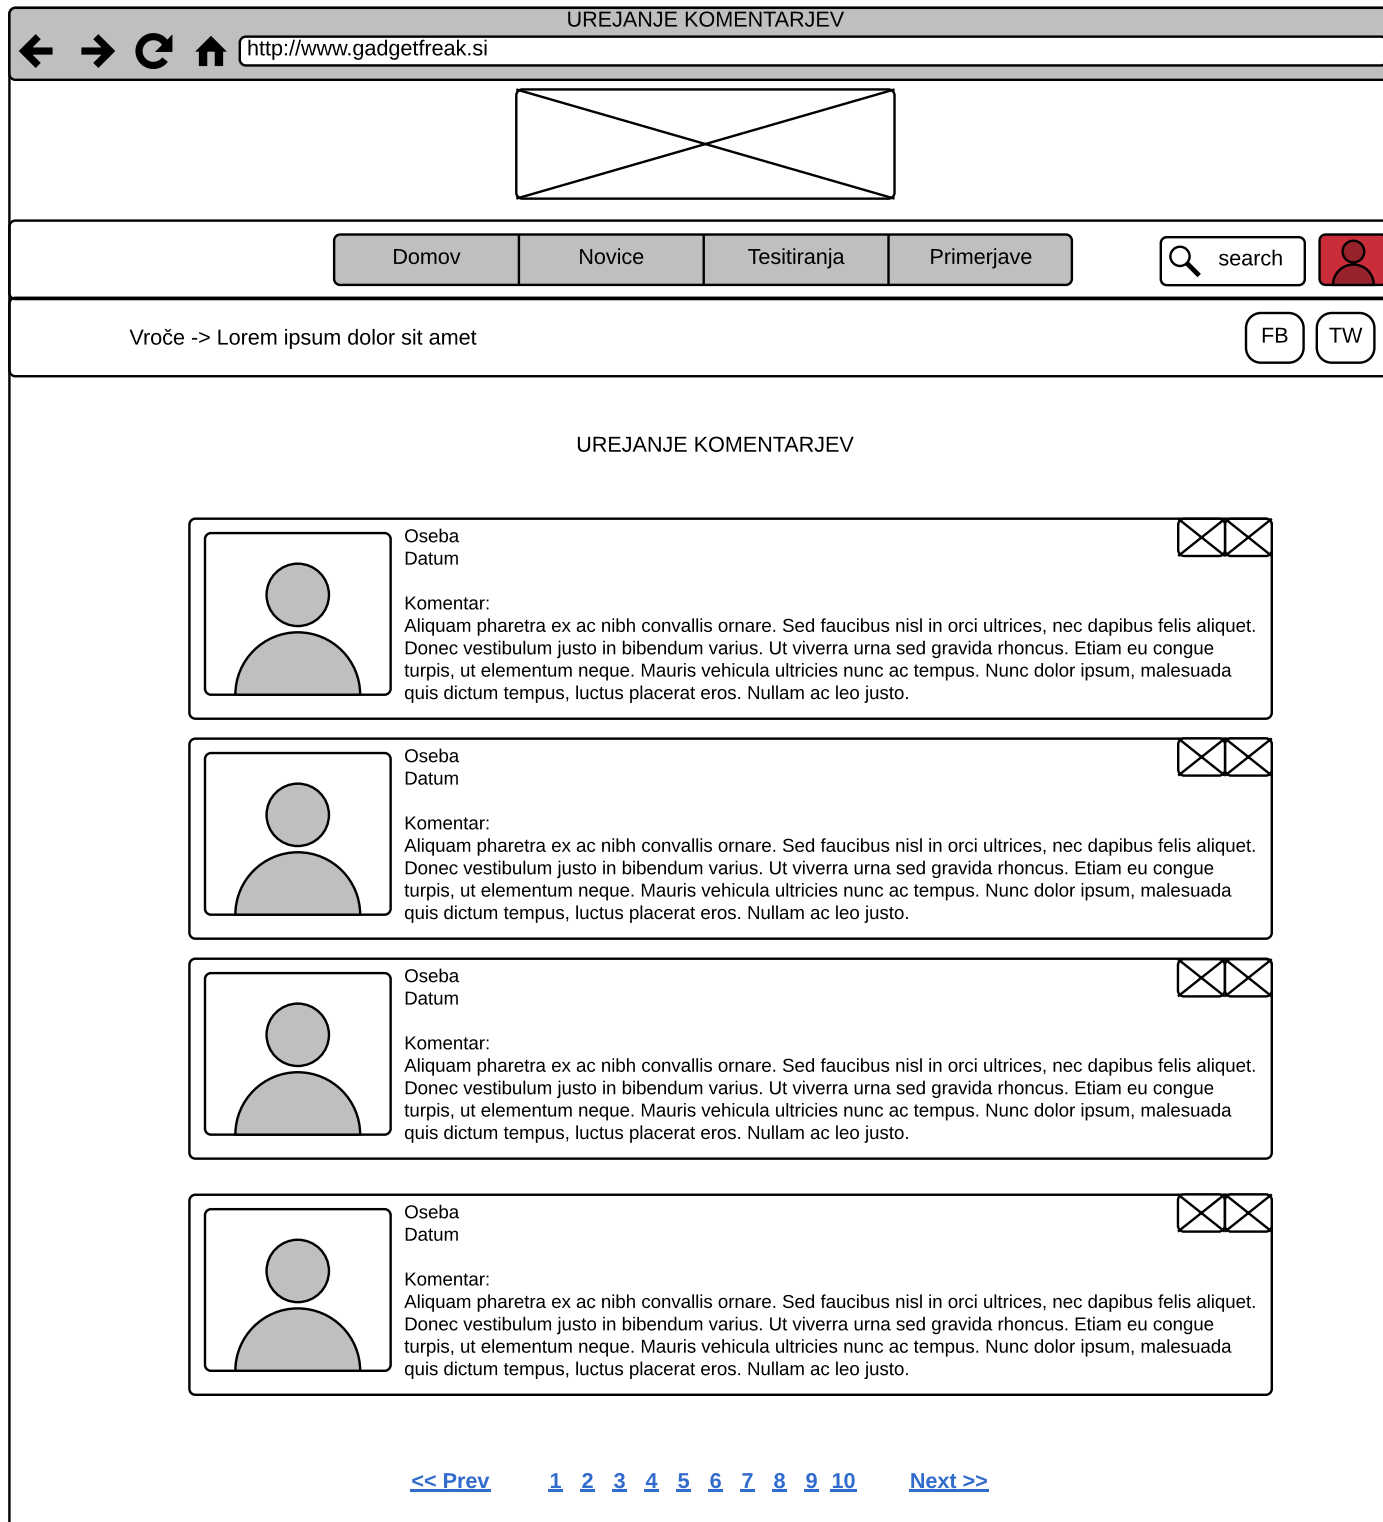 UREJANJE KOMENTARJEV
http://www.gadgetfreak.si
Domov Novice Tesitiranja Primerjave search
Vroče -> Lorem ipsum dolor sit amet FB TW
UREJANJE KOMENTARJEV
Oseba
Datum
Komentar:
Aliquam pharetra ex ac nibh convallis ornare. Sed faucibus nisl in orci ultrices, nec dapibus felis aliquet.
Donec vestibulum justo in bibendum varius. Ut viverra urna sed gravida rhoncus. Etiam eu congue
turpis, ut elementum neque. Mauris vehicula ultricies nunc ac tempus. Nunc dolor ipsum, malesuada
quis dictum tempus, luctus placerat eros. Nullam ac leo justo.
Oseba
Datum
Komentar:
Aliquam pharetra ex ac nibh convallis ornare. Sed faucibus nisl in orci ultrices, nec dapibus felis aliquet.
Donec vestibulum justo in bibendum varius. Ut viverra urna sed gravida rhoncus. Etiam eu congue
turpis, ut elementum neque. Mauris vehicula ultricies nunc ac tempus. Nunc dolor ipsum, malesuada
quis dictum tempus, luctus placerat eros. Nullam ac leo justo.
Oseba
Datum
Komentar:
Aliquam pharetra ex ac nibh convallis ornare. Sed faucibus nisl in orci ultrices, nec dapibus felis aliquet.
Donec vestibulum justo in bibendum varius. Ut viverra urna sed gravida rhoncus. Etiam eu congue
turpis, ut elementum neque. Mauris vehicula ultricies nunc ac tempus. Nunc dolor ipsum, malesuada
quis dictum tempus, luctus placerat eros. Nullam ac leo justo.
Oseba
Datum
Komentar:
Aliquam pharetra ex ac nibh convallis ornare. Sed faucibus nisl in orci ultrices, nec dapibus felis aliquet.
Donec vestibulum justo in bibendum varius. Ut viverra urna sed gravida rhoncus. Etiam eu congue
turpis, ut elementum neque. Mauris vehicula ultricies nunc ac tempus. Nunc dolor ipsum, malesuada
quis dictum tempus, luctus placerat eros. Nullam ac leo justo.
<< Prev 1 2 3 4 5 6 7 8 9 10 Next >>